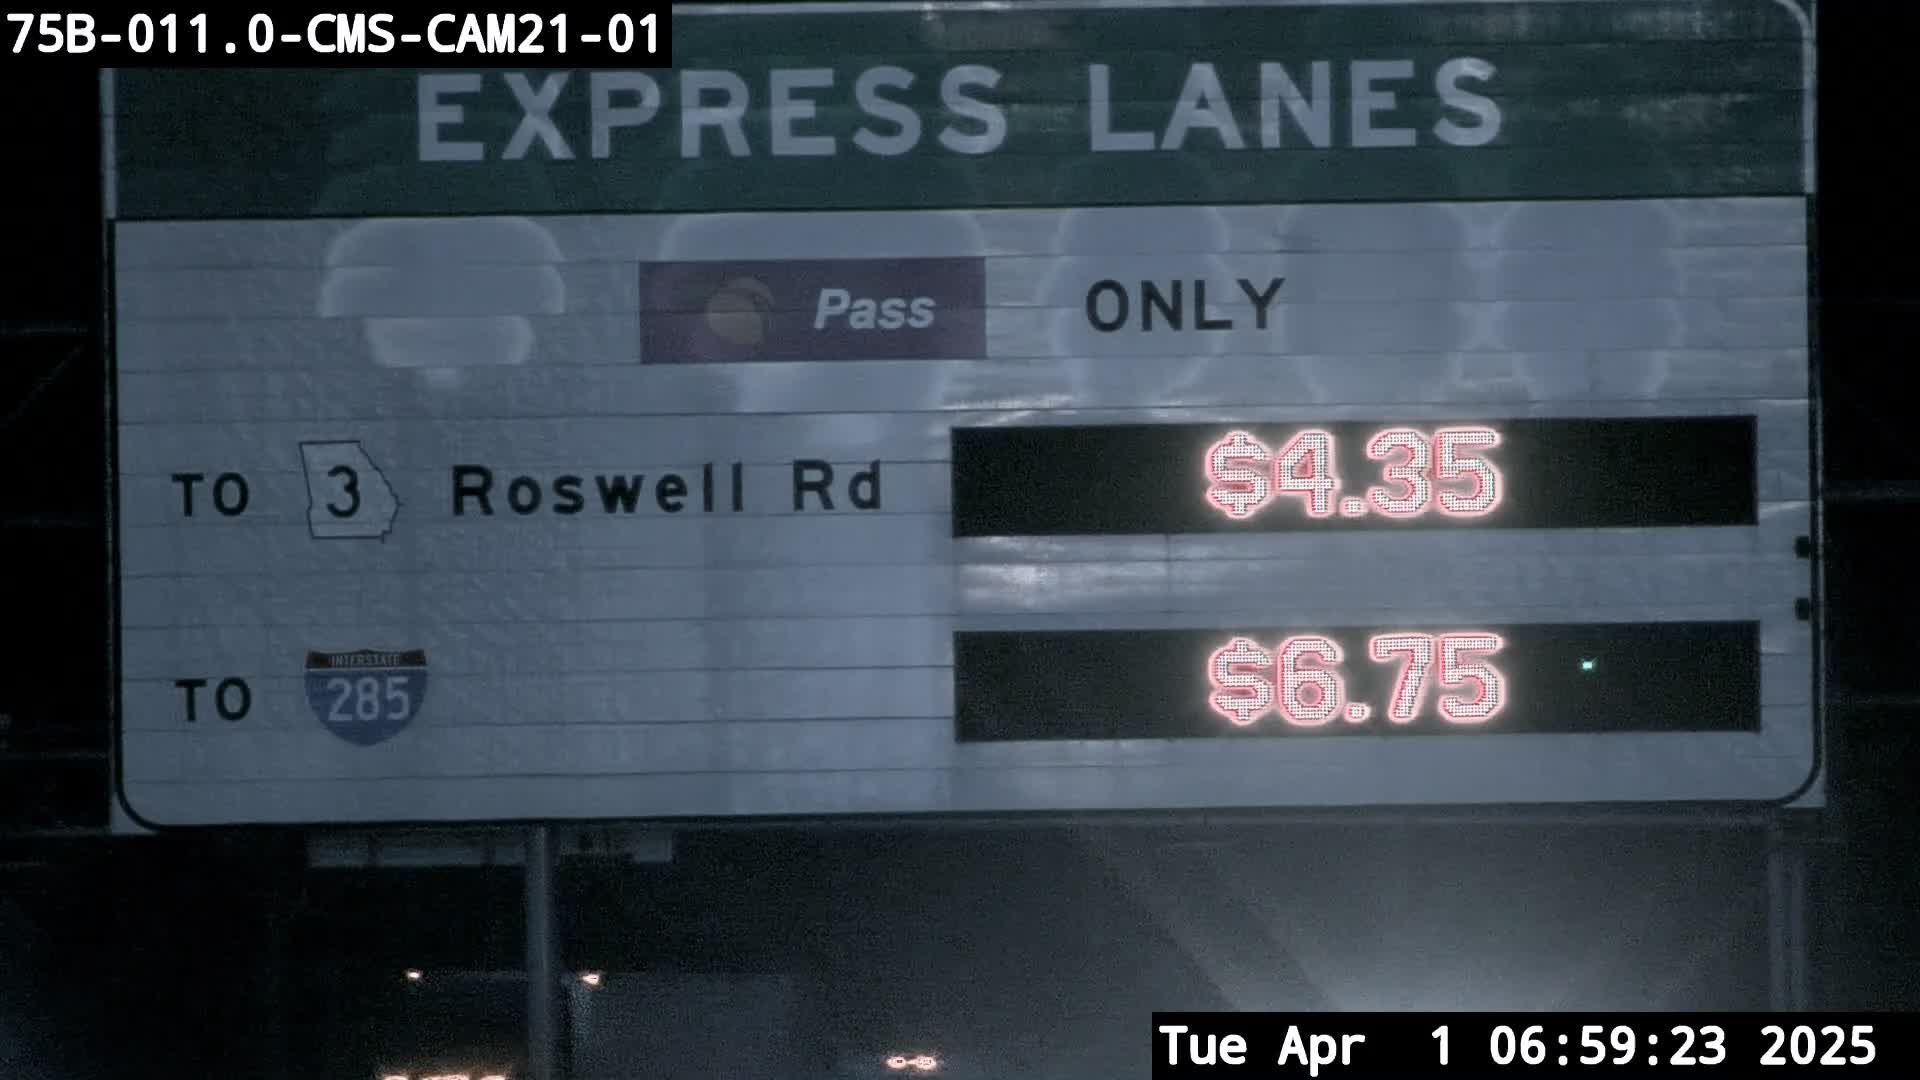 75B-011.0-CMS-CAM21-01
EXPRESS LANES
Pass ONLY
TO 3 Roswell Rd $4.35
TO INTERSTATE 285 $6.75
Tue Apr 1 06:59:23 2025